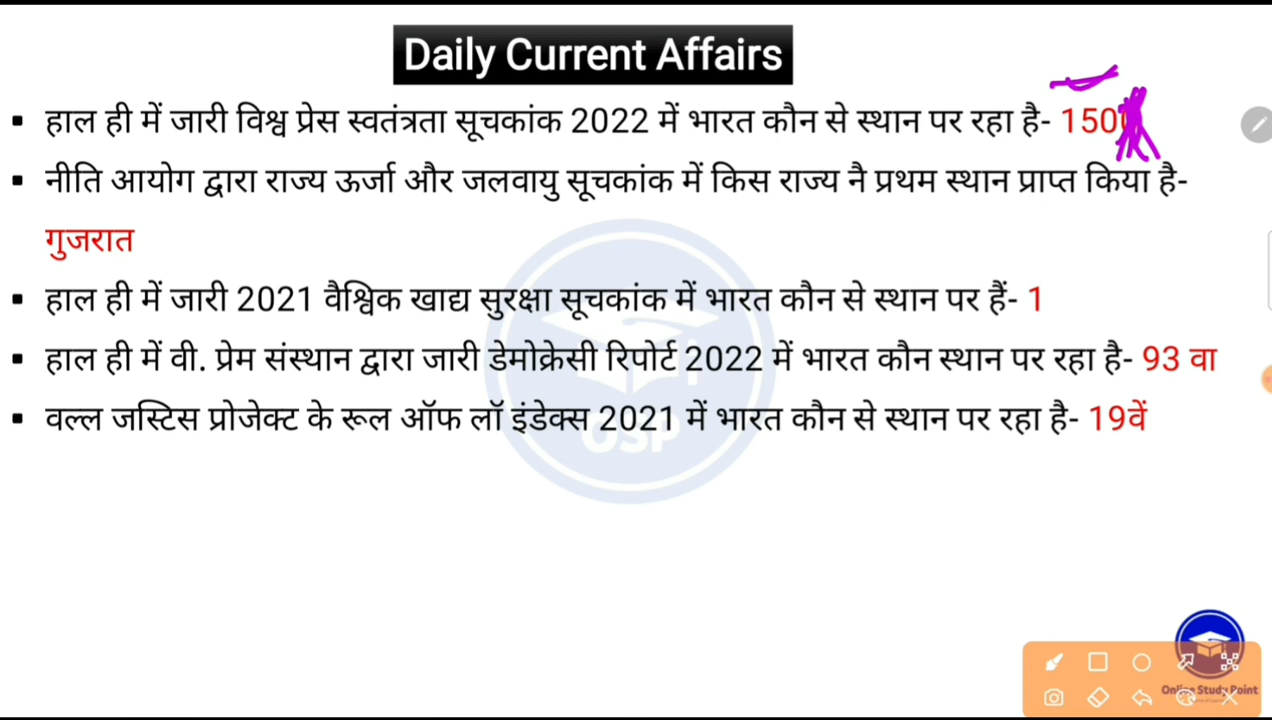 Daily Current Affairs
▪ हाल ही में जारी विश्व प्रेस स्वतंत्रता सूचकांक 2022 में भारत कौन से स्थान पर रहा है- 150
▪ नीति आयोग द्वारा राज्य ऊर्जा और जलवायु सूचकांक में किस राज्य नै प्रथम स्थान प्राप्त किया है-
गुजरात
▪ हाल ही में जारी 2021 वैश्विक खाद्य सुरक्षा सूचकांक में भारत कौन से स्थान पर हैं- 1
▪ हाल ही में वी. प्रेम संस्थान द्वारा जारी डेमोक्रेसी रिपोर्ट 2022 में भारत कौन स्थान पर रहा है- 93 वा
▪ वल्ल जस्टिस प्रोजेक्ट के रूल ऑफ लॉ इंडेक्स 2021 में भारत कौन से स्थान पर रहा है- 19वें
OSP
Online Study Point